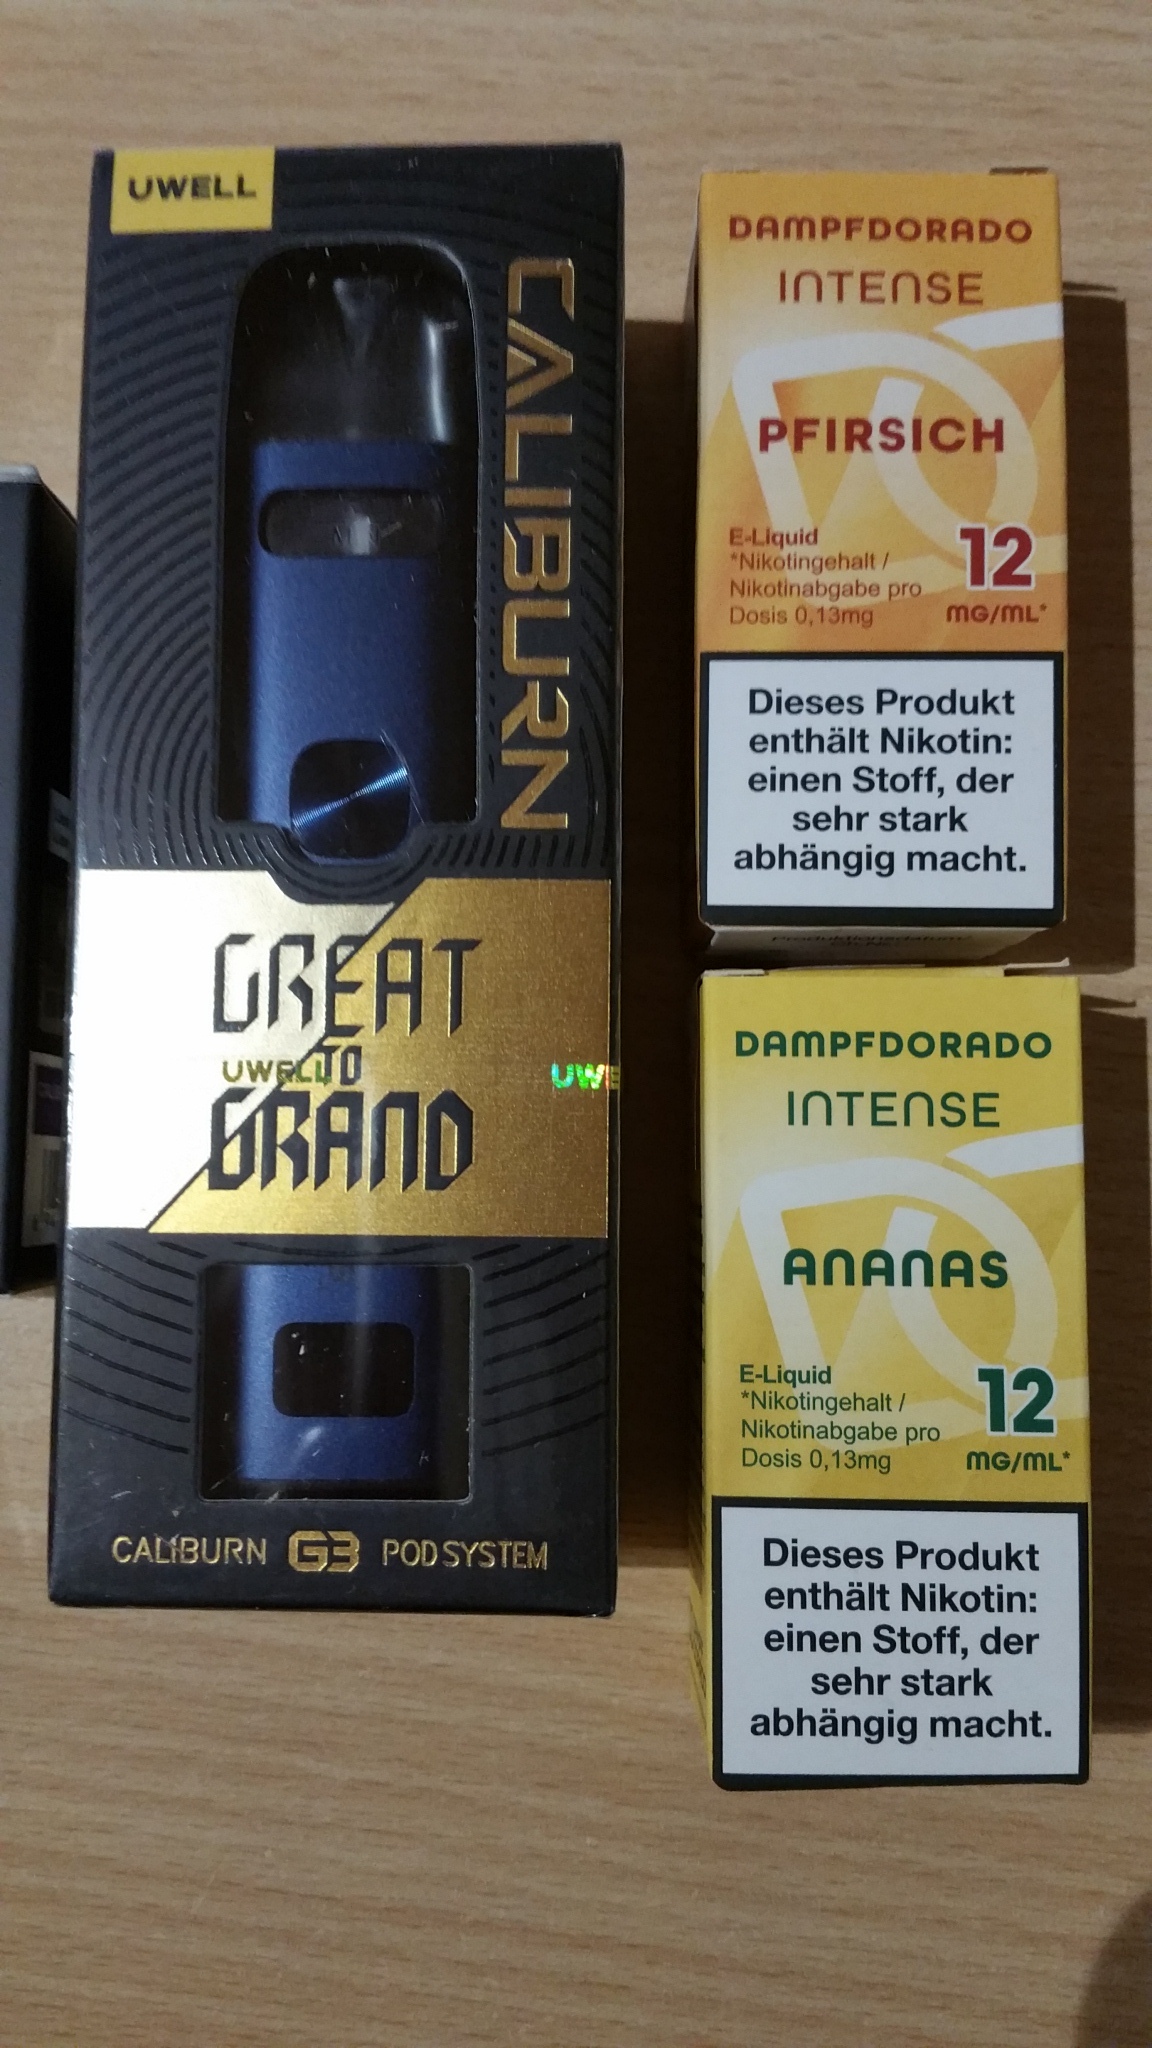 UWELL
CALIBURN
GREAT
TO
UWELL
UWE
GRAND
CALIBURN G3 POD SYSTEM
DAMPFDORADO
INTENSE
PFIRSICH
E-Liquid
*Nikotingehalt /
Nikotinabgabe pro
Dosis 0,13mg
12
MG/ML*
Dieses Produkt
enthält Nikotin:
einen Stoff, der
sehr stark
abhängig macht.
Produktionsdatum/
DAMPFDORADO
INTENSE
ANANAS
E-Liquid
*Nikotingehalt /
Nikotinabgabe pro
Dosis 0,13mg
12
MG/ML*
Dieses Produkt
enthält Nikotin:
einen Stoff, der
sehr stark
abhängig macht.